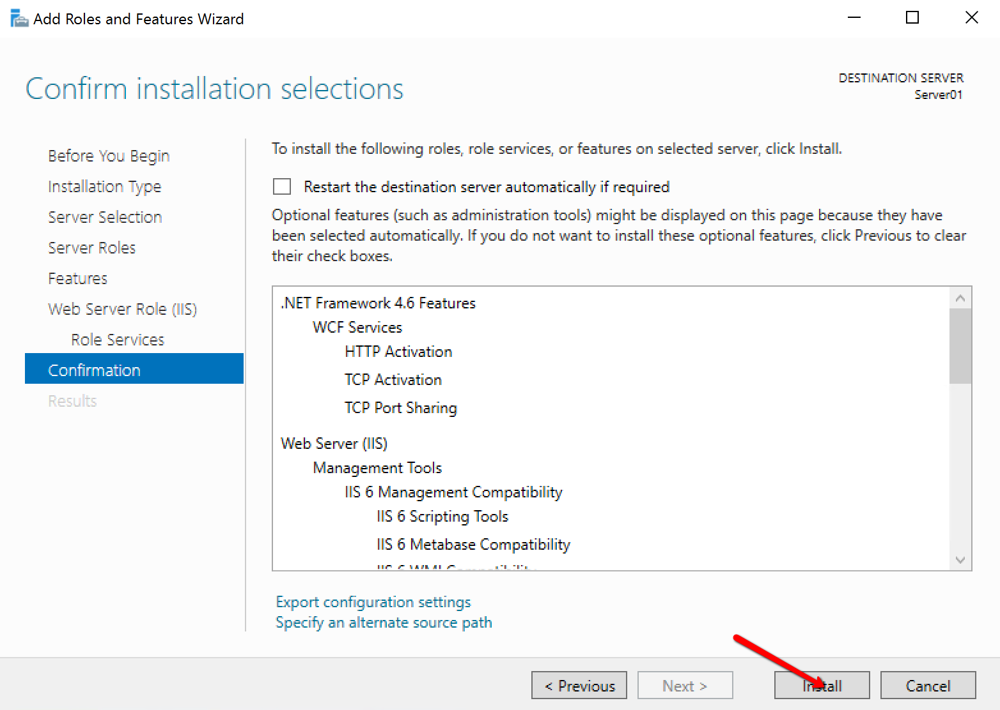 Add Roles and Features Wizard
Confirm installation selections
DESTINATION SERVER
Server01
Before You Begin
Installation Type
Server Selection
Server Roles
Features
Web Server Role (IIS)
Role Services
Confirmation
Results
To install the following roles, role services, or features on selected server, click Install.
Restart the destination server automatically if required
Optional features (such as administration tools) might be displayed on this page because they have
been selected automatically. If you do not want to install these optional features, click Previous to clear
their check boxes.
.NET Framework 4.6 Features
WCF Services
HTTP Activation
TCP Activation
TCP Port Sharing
Web Server (IIS)
Management Tools
IIS 6 Management Compatibility
IIS 6 Scripting Tools
IIS 6 Metabase Compatibility
IIS 6 WMI Compatibility
Export configuration settings
Specify an alternate source path
< Previous
Next >
Install
Cancel